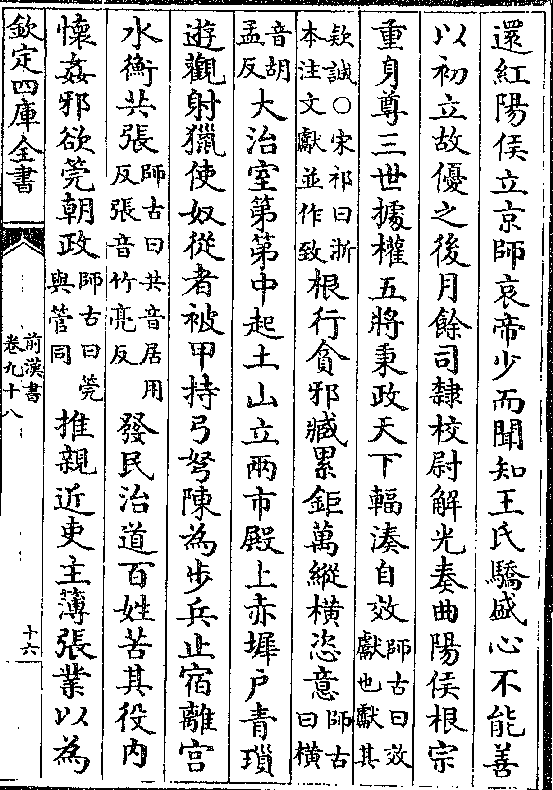 還紅陽侯立京師哀帝少而聞知王氏驕盛心不能善
以初立故優之後月餘司隸校尉解光奏曲陽侯根宗
重身尊三世據權五將秉政天下輻湊自效師古曰效獻也獻其
欵誠○宋祁曰浙本注文獻並作致根行貪邪臧累鉅萬縱橫恣意師古曰橫
音胡孟反大治室第第中起土山立兩市殿上赤墀戶青瑣
遊觀射獵使奴從者被甲持弓弩陳為步兵止宿離宮
水衡共張師古曰共音居用反張音竹亮反發民治道百姓苦其役內
懷姦邪欲筦朝政師古曰筦與管同推親近吏主薄張業以為
欽定四庫全書
前漢書
卷九十八
十六